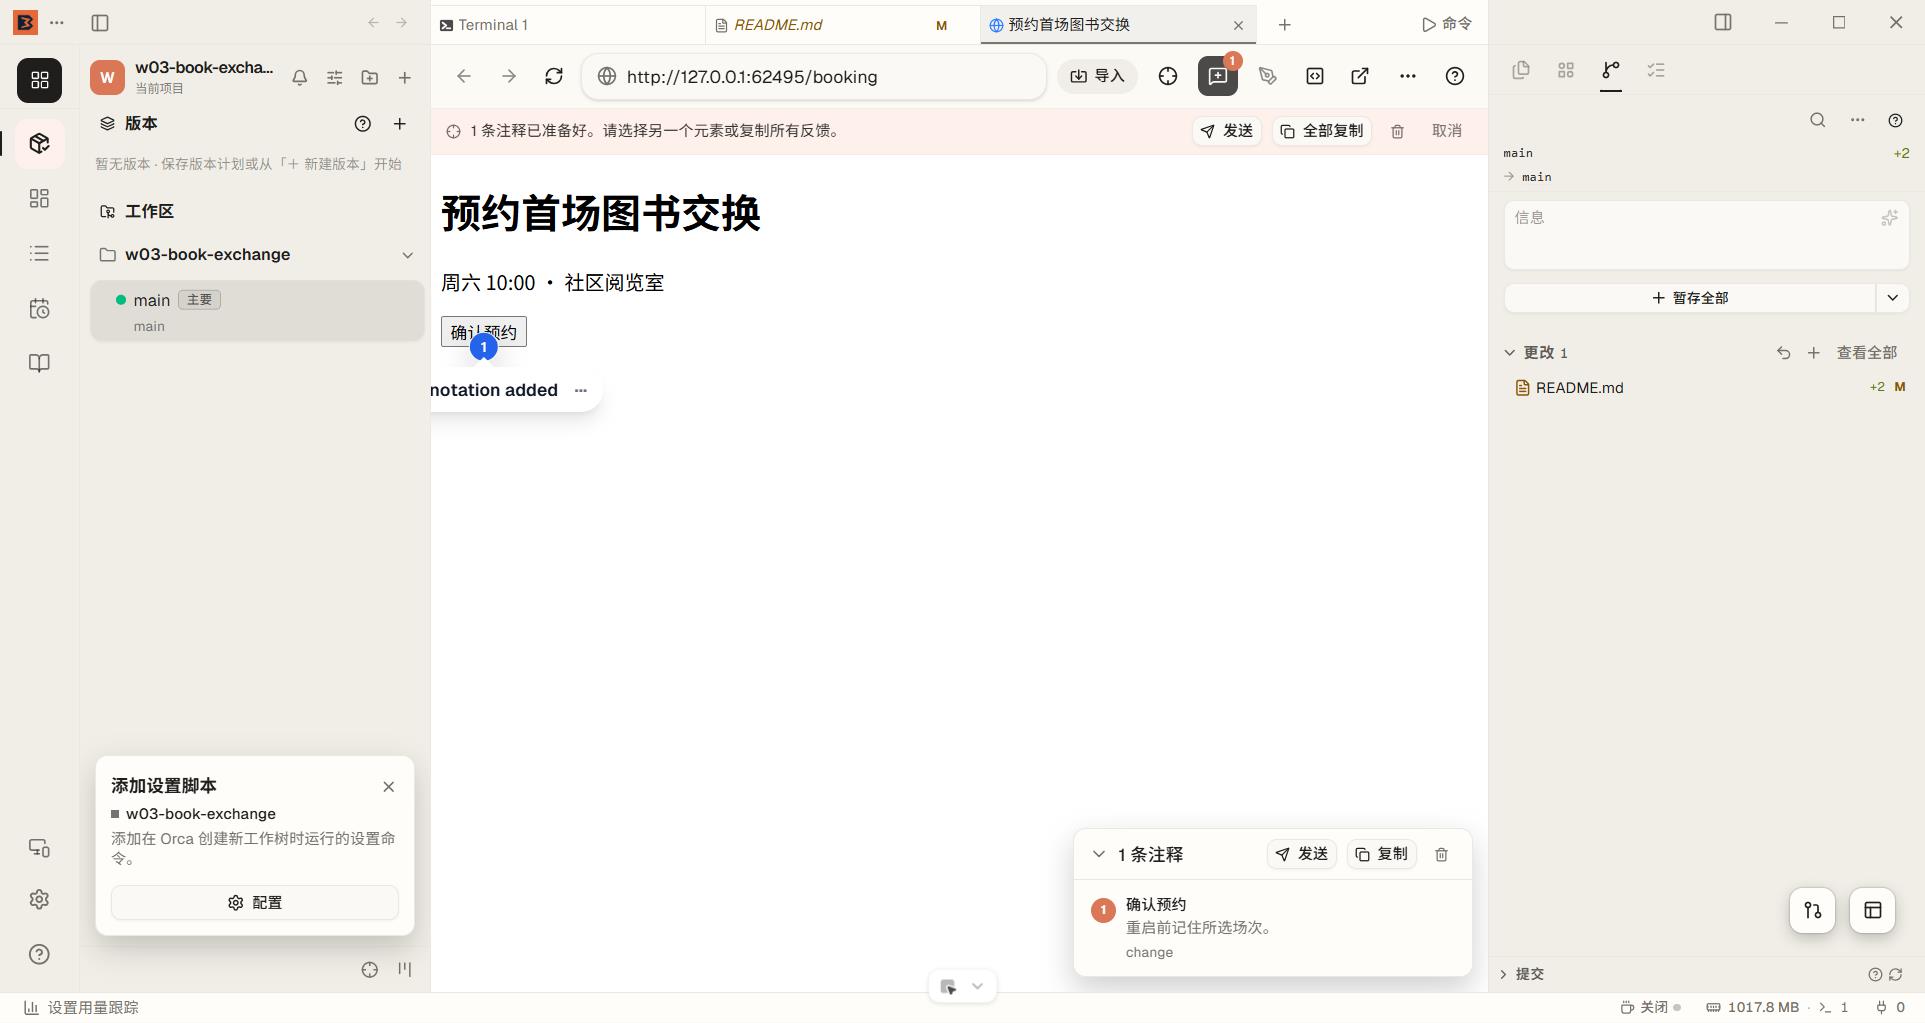 Terminal 1
README.md
M
预约首场图书交换
命令
W
w03-book-excha...
当前项目
http://127.0.0.1:62495/booking
导入
1
版本
1 条注释已准备好。请选择另一个元素或复制所有反馈。
发送
全部复制
取消
暂无版本 · 保存版本计划或从「＋ 新建版本」开始
工作区
w03-book-exchange
main
主要
main
预约首场图书交换
周六 10:00 · 社区阅览室
确认预约
1
notation added
添加设置脚本
w03-book-exchange
添加在 Orca 创建新工作树时运行的设置命
令。
配置
1 条注释
发送
复制
1
确认预约
重启前记住所选场次。
change
main
+2
→ main
信息
暂存全部
更改 1
查看全部
README.md
+2
M
提交
设置用量跟踪
关闭
1017.8 MB
·
1
0